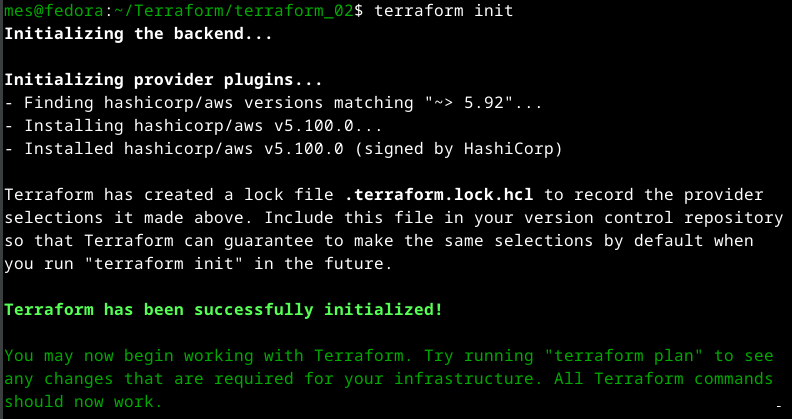 mes@fedora:~/Terraform/terraform_02$ terraform init
Initializing the backend...
Initializing provider plugins...
- Finding hashicorp/aws versions matching "~> 5.92"...
- Installing hashicorp/aws v5.100.0...
- Installed hashicorp/aws v5.100.0 (signed by HashiCorp)
Terraform has created a lock file .terraform.lock.hcl to record the provider
selections it made above. Include this file in your version control repository
so that Terraform can guarantee to make the same selections by default when
you run "terraform init" in the future.
Terraform has been successfully initialized!
You may now begin working with Terraform. Try running "terraform plan" to see
any changes that are required for your infrastructure. All Terraform commands
should now work.